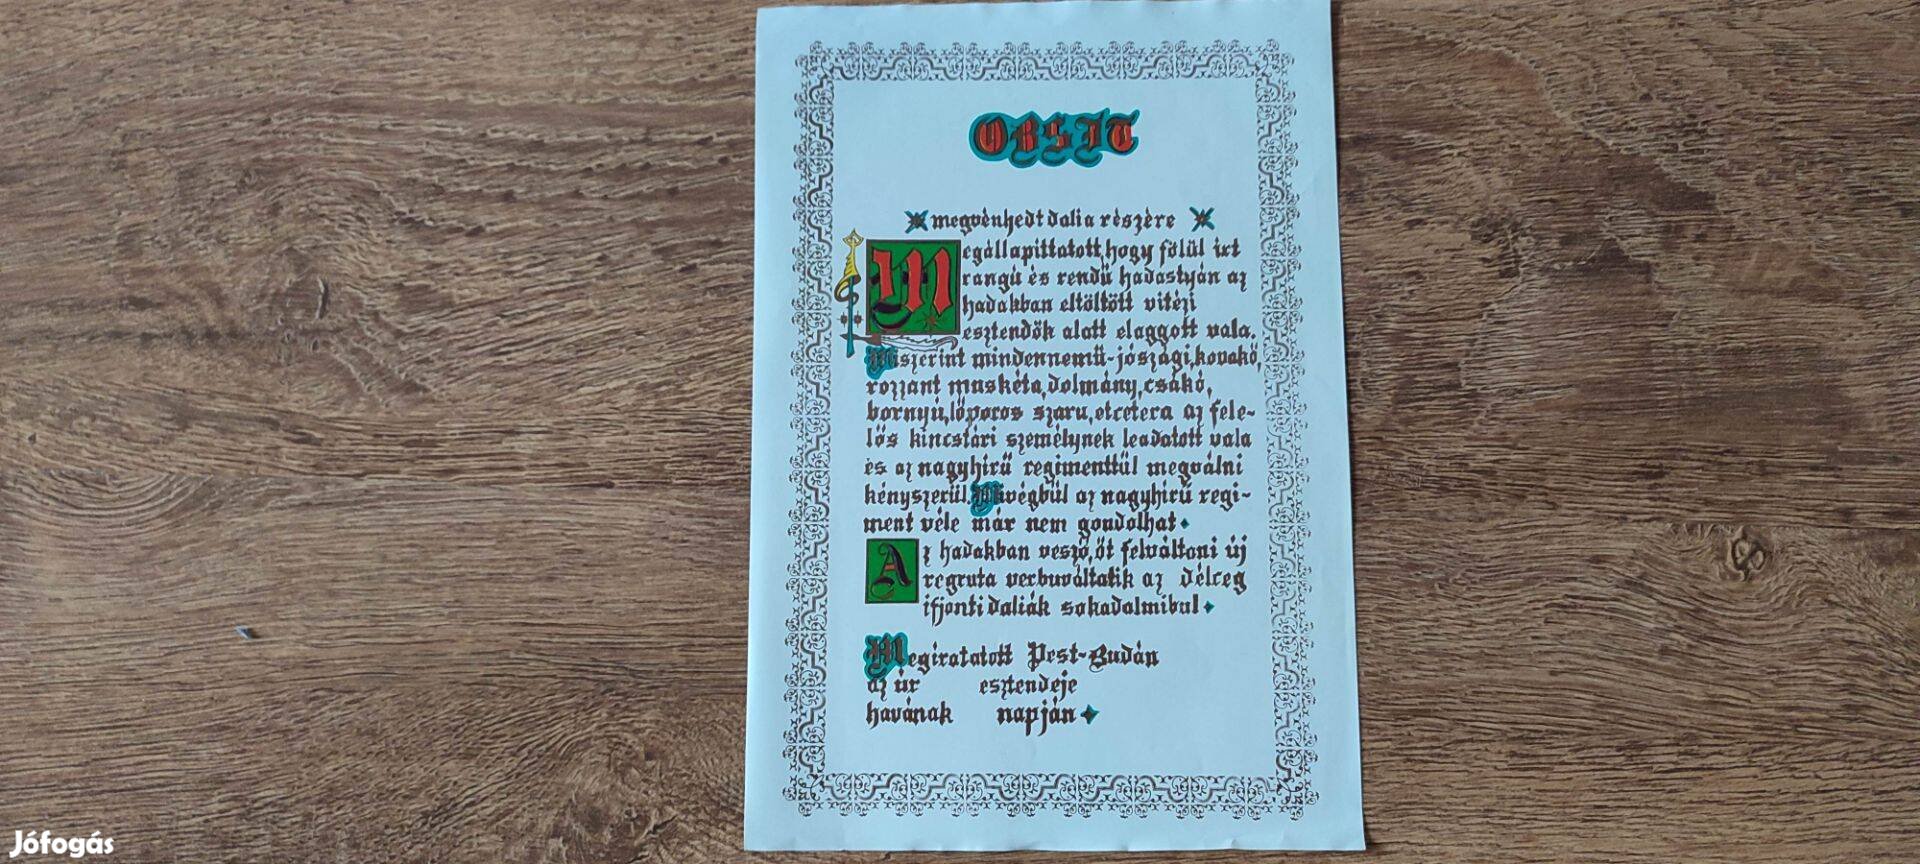 OBSIT
megvénhedt dalia részére
Megállapittatott, hogy fölül irt
rangú és rendű hadastyán az
hadakban eltöltött vitézi
esztendők alatt elaggott vala.
Miszerint mindennemű-jószági, kovakő,
rozzant muskéta, dolmány, csákó,
bornyú, lőporos szaru, etcetera az fele-
lős kincstári személynek leadatott vala
és az nagyhirű regimenttül megválni
kényszerül. Mivégbül az nagyhirű regi-
ment véle már nem gondolhat
Az hadakban vesző, őt felváltani új
regruta verbuváltatik az délceg
ifjonti daliák sokadalmibul
Megiratatott Pest-Budán
az úr esztendeje
havának napján
Jófogás